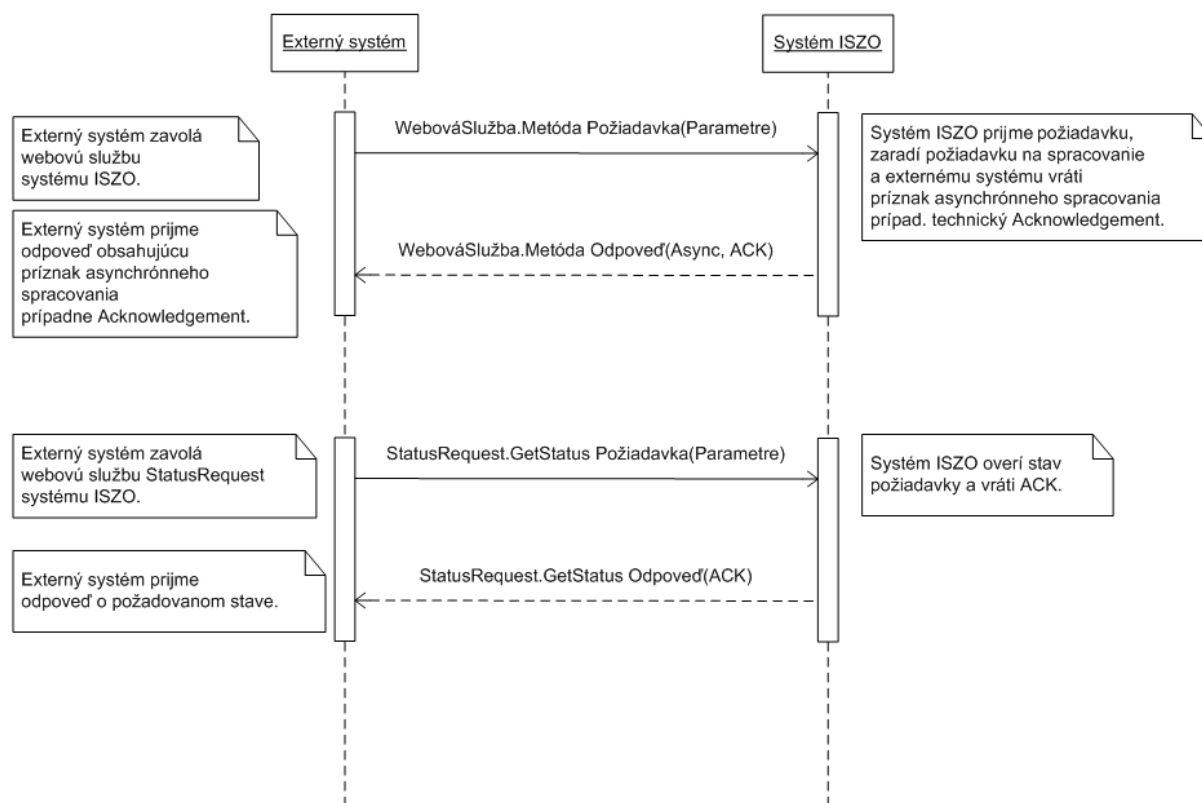 Externý systém
Systém ISZO
Externý systém zavolá
webovú službu
systému ISZO.
WebováSlužba.Metóda Požiadavka(Parametre)
Systém ISZO prijme požiadavku,
zaradí požiadavku na spracovanie
a externému systému vráti
príznak asynchrónneho spracovania
prípad. technický Acknowledgement.
Externý systém prijme
odpoveď obsahujúcu
príznak asynchrónneho
spracovania
prípadne Acknowledgement.
WebováSlužba.Metóda Odpoveď(Async, ACK)
Externý systém zavolá
webovú službu StatusRequest
systému ISZO.
StatusRequest.GetStatus Požiadavka(Parametre)
Systém ISZO overí stav
požiadavky a vráti ACK.
Externý systém prijme
odpoveď o požadovanom stave.
StatusRequest.GetStatus Odpoveď(ACK)